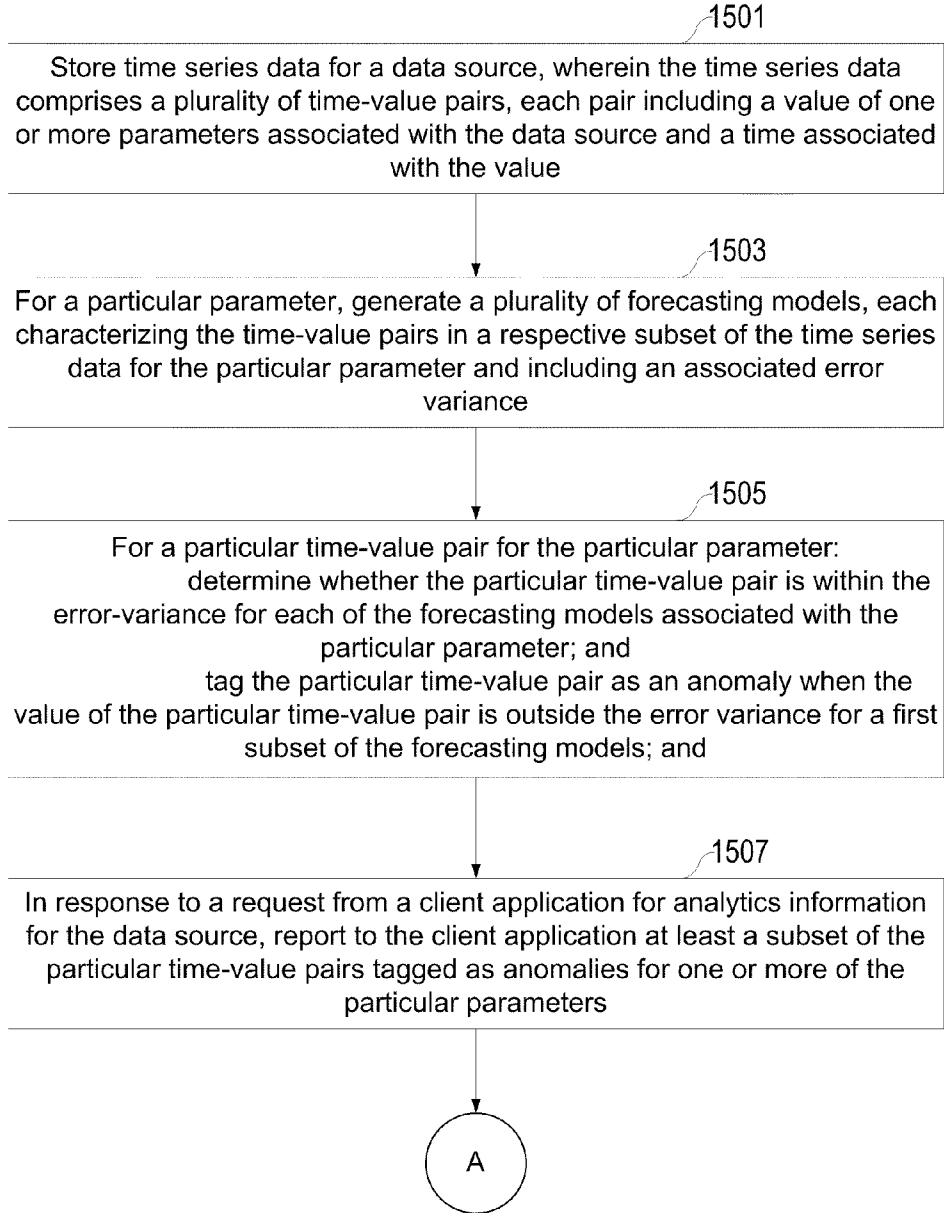 1501
Store time series data for a data source, wherein the time series data
comprises a plurality of time-value pairs, each pair including a value of one
or more parameters associated with the data source and a time associated
with the value
1503
For a particular parameter, generate a plurality of forecasting models, each
characterizing the time-value pairs in a respective subset of the time series
data for the particular parameter and including an associated error
variance
1505
For a particular time-value pair for the particular parameter:
determine whether the particular time-value pair is within the
error-variance for each of the forecasting models associated with the
particular parameter; and
tag the particular time-value pair as an anomaly when the
value of the particular time-value pair is outside the error variance for a first
subset of the forecasting models; and
1507
In response to a request from a client application for analytics information
for the data source, report to the client application at least a subset of the
particular time-value pairs tagged as anomalies for one or more of the
particular parameters
A